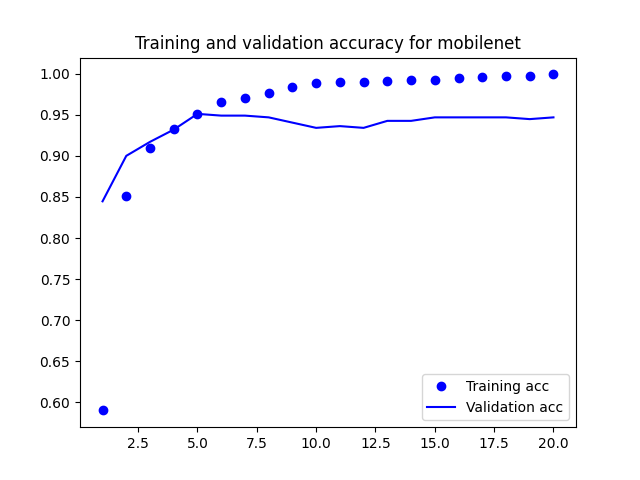 Training and validation accuracy for mobilenet
1.00
0.95
0.90
0.85
0.80
0.75
0.70
0.65
0.60
Training acc
Validation acc
2.5 5.0 7.5 10.0 12.5 15.0 17.5 20.0